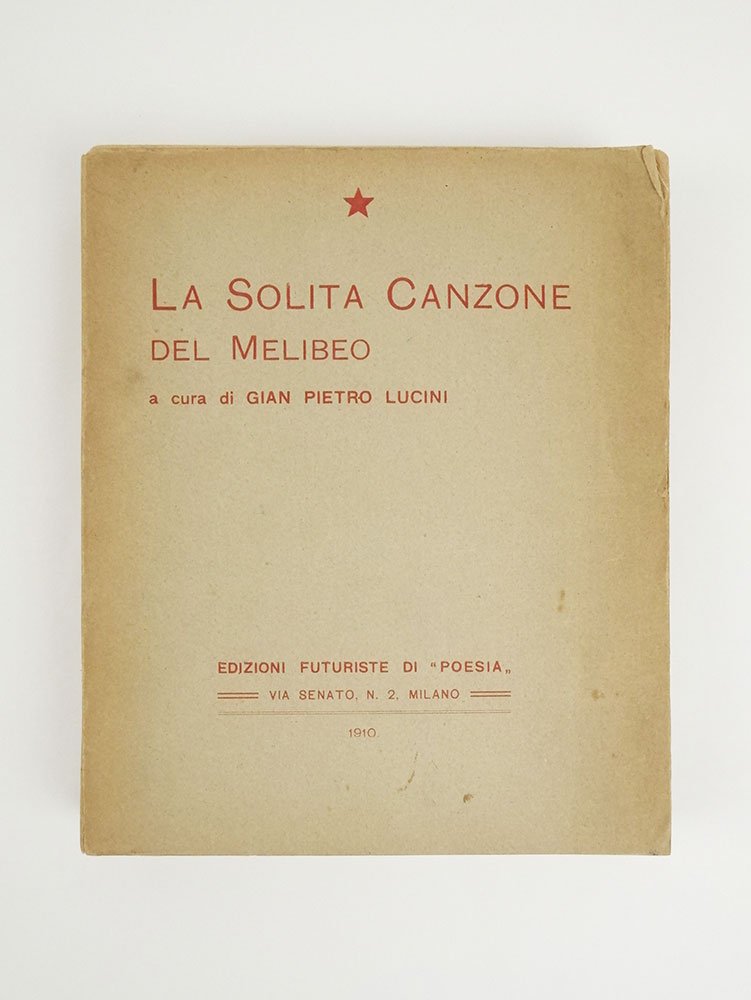 LA SOLITA CANZONE
DEL MELIBEO
a cura di GIAN PIETRO LUCINI
EDIZIONI FUTURISTE DI “POESIA„
VIA SENATO, N. 2, MILANO
1910.